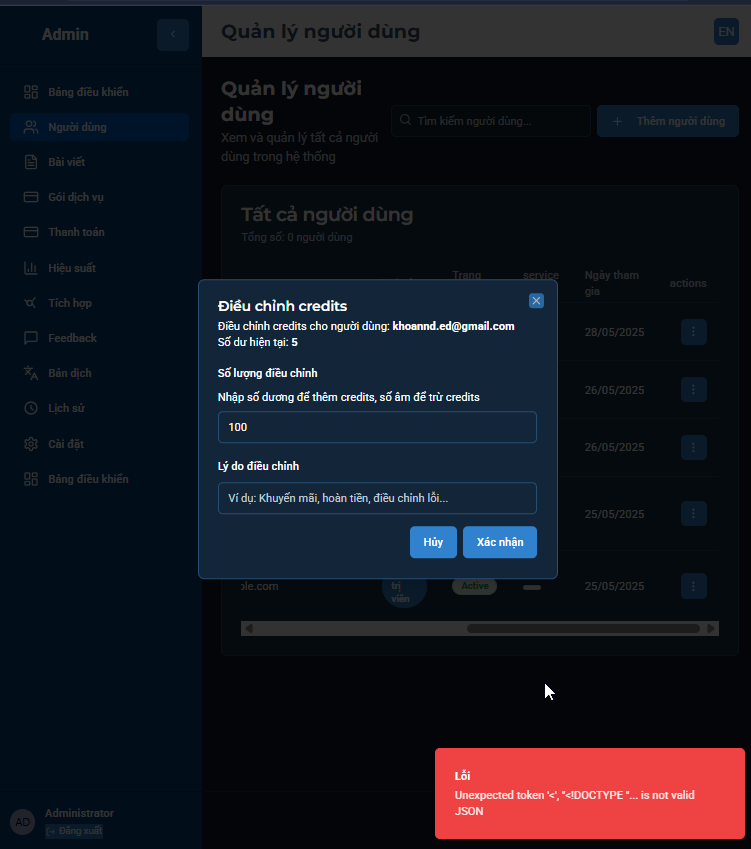 Admin
Quản lý người dùng
EN
Bảng điều khiển
Người dùng
Bài viết
Gói dịch vụ
Thanh toán
Hiệu suất
Tích hợp
Feedback
Bản dịch
Lịch sử
Cài đặt
Bảng điều khiển
AD
Administrator
Đăng xuất
Quản lý người
dùng
Xem và quản lý tất cả người
dùng trong hệ thống
Tìm kiếm người dùng...
+ Thêm người dùng
Tất cả người dùng
Tổng số: 0 người dùng
Trạng
service
Ngày tham
gia
actions
28/05/2025
26/05/2025
26/05/2025
25/05/2025
ple.com
trị
viên
Active
25/05/2025
Điều chỉnh credits
Điều chỉnh credits cho người dùng: khoannd.ed@gmail.com
Số dư hiện tại: 5
Số lượng điều chỉnh
Nhập số dương để thêm credits, số âm để trừ credits
100
Lý do điều chỉnh
Ví dụ: Khuyến mãi, hoàn tiền, điều chỉnh lỗi...
Hủy
Xác nhận
Lỗi
Unexpected token '<', "<!DOCTYPE "... is not valid
JSON